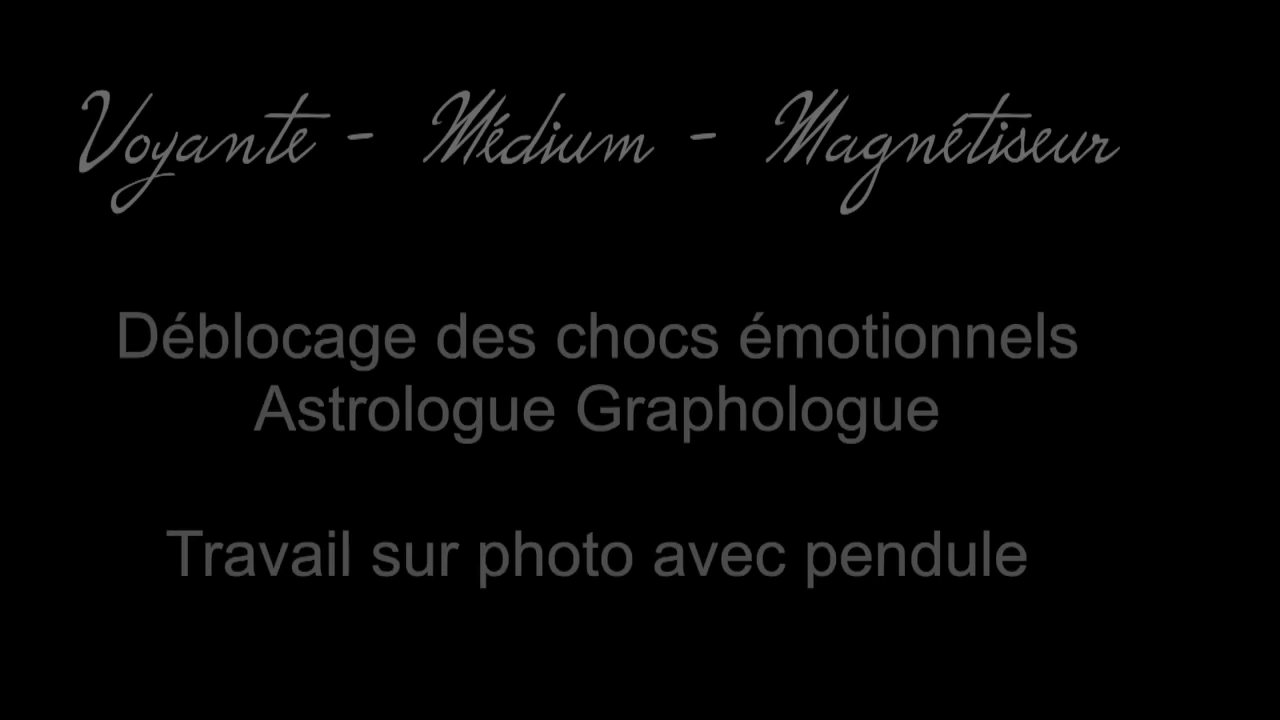 Voyante - Médium - Magnétiseur
Déblocage des chocs émotionnels
Astrologue Graphologue
Travail sur photo avec pendule